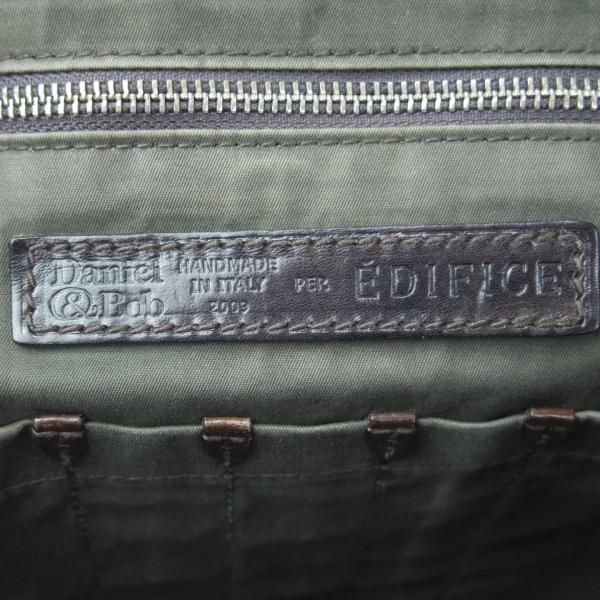 Daniel
& Bob
HANDMADE
IN ITALY
2009
PER
ÉDIFICE